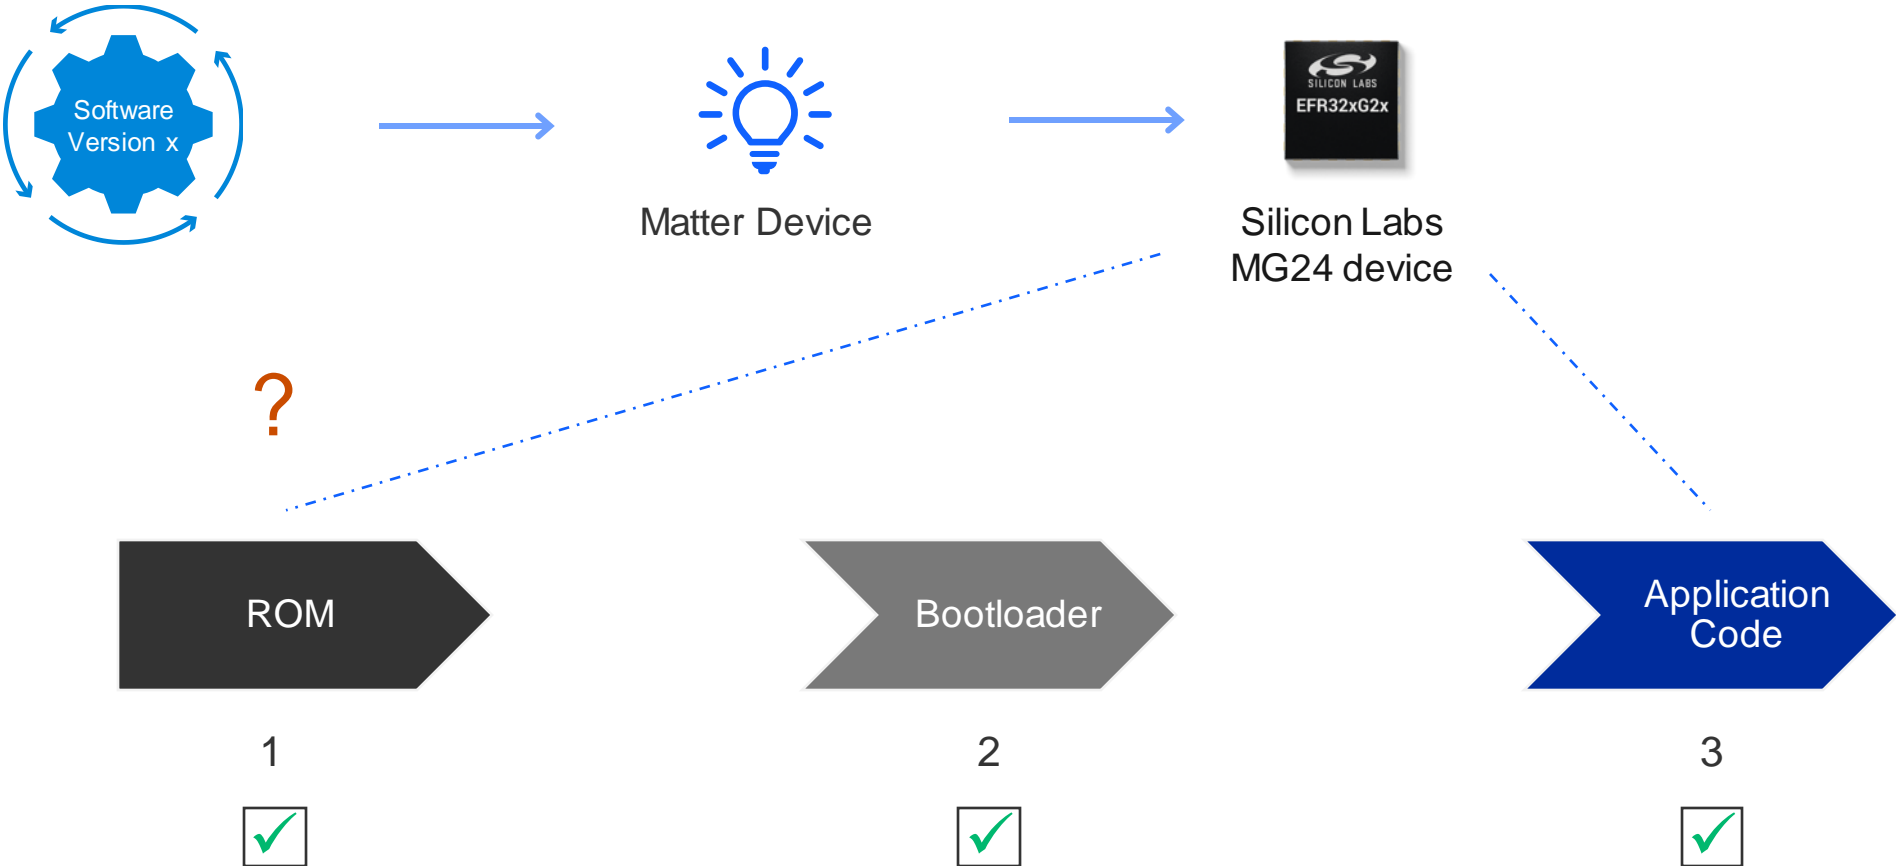 Software
Version x
SILICON LABS
EFR32xG2x
Matter Device
Silicon Labs
MG24 device
?
ROM
Bootloader
Application
Code
1
2
3